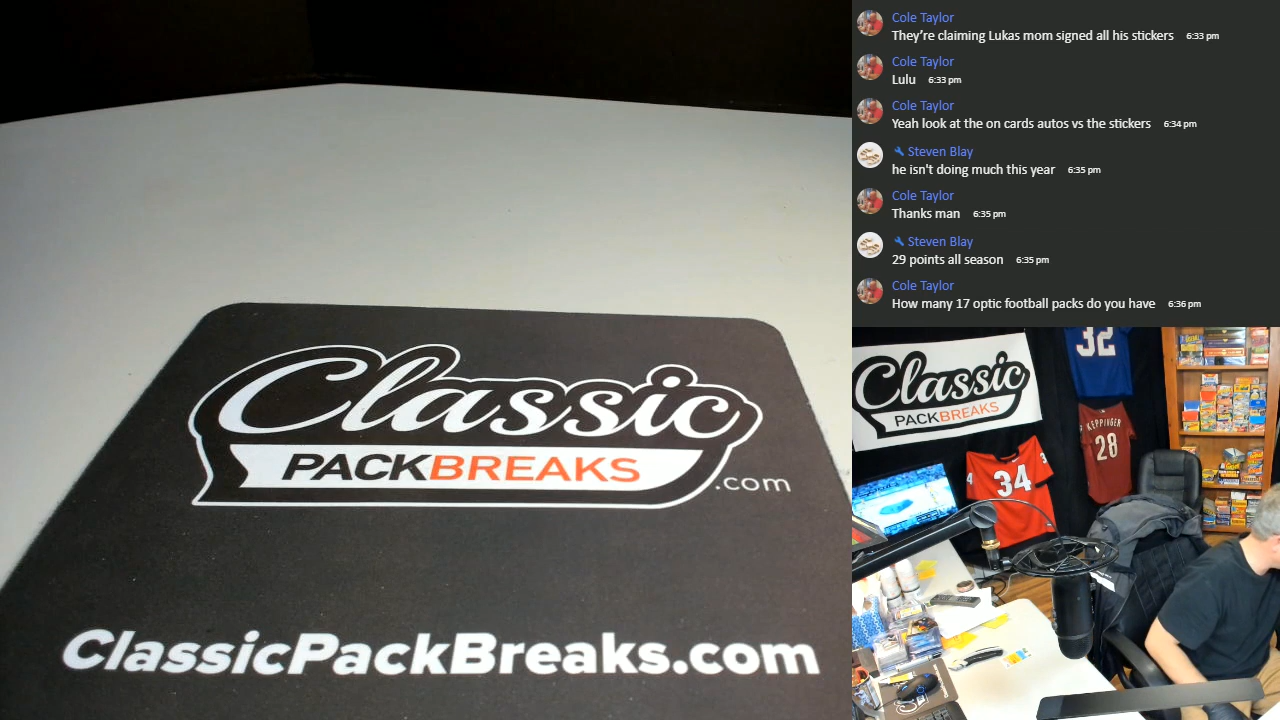 Classic
PACKBREAKS
.com
ClassicPackBreaks.com
Cole Taylor
They’re claiming Lukas mom signed all his stickers 6:33 pm
Cole Taylor
Lulu 6:33 pm
Cole Taylor
Yeah look at the on cards autos vs the stickers 6:34 pm
Steven Blay
he isn't doing much this year 6:35 pm
Cole Taylor
Thanks man 6:35 pm
Steven Blay
29 points all season 6:35 pm
Cole Taylor
How many 17 optic football packs do you have 6:36 pm
Classic
PACKBREAKS
32
KEPPINGER
28
34